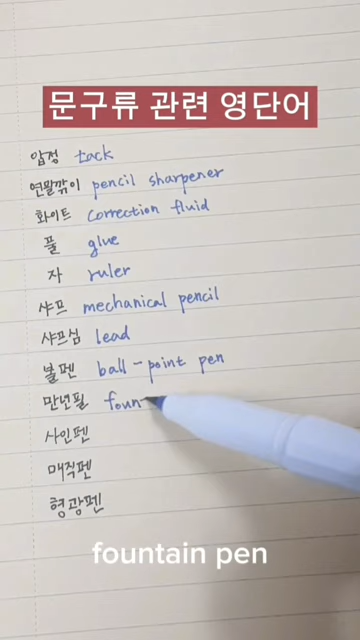 문구류 관련 영단어
압정 tack
연필깎이 pencil sharpener
화이트 correction fluid
풀 glue
자 ruler
샤프 mechanical pencil
샤프심 lead
볼펜 ball-point pen
만년필 foun
사인펜
매직펜
형광펜
fountain pen